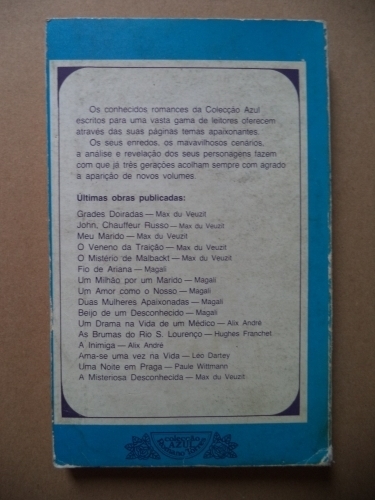 Os conhecidos romances da Colecção Azul
escritos para uma vasta gama de leitores oferecem
através das suas páginas temas apaixonantes.
Os seus enredos, os mavavilhosos cenários,
a análise e revelação dos seus personagens fazem
com que já três gerações acolham sempre com agrado
a aparição de novos volumes.
Últimas obras publicadas:
Grades Doiradas — Max du Veuzit
John, Chauffeur Russo — Max du Veuzit
Meu Marido — Max du Veuzit
O Veneno da Traição — Max du Veuzit
O Mistério de Malbackt — Max du Veuzit
Fio de Ariana — Magali
Um Milhão por um Marido — Magali
Um Amor como o Nosso — Magali
Duas Mulheres Apaixonadas — Magali
Beijo de um Desconhecido — Magali
Um Drama na Vida de um Médico — Alix André
As Brumas do Rio S. Lourenço — Hughes Franchet
A Inimiga — Alix André
Ama-se uma vez na Vida — Léo Dartey
Uma Noite em Praga — Paule Wittmann
A Misteriosa Desconhecida — Max du Veuzit
colecção
AZUL